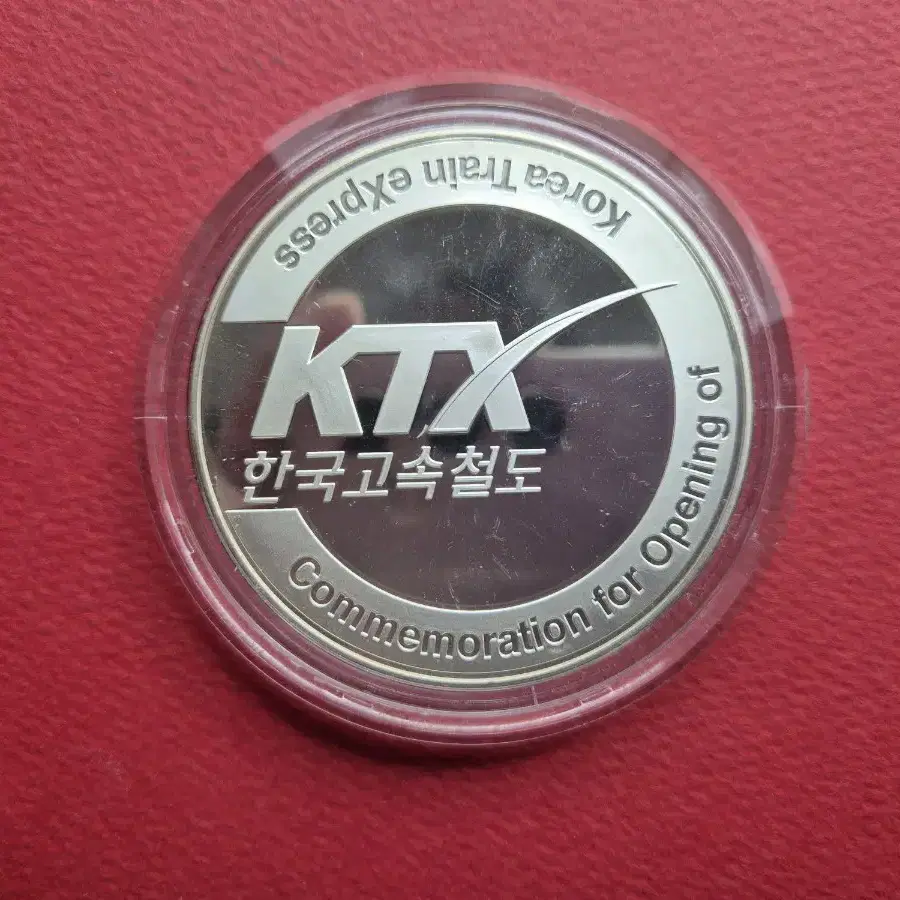 KTX
한국고속철도
Commemoration for Opening of
Korea Train eXpress